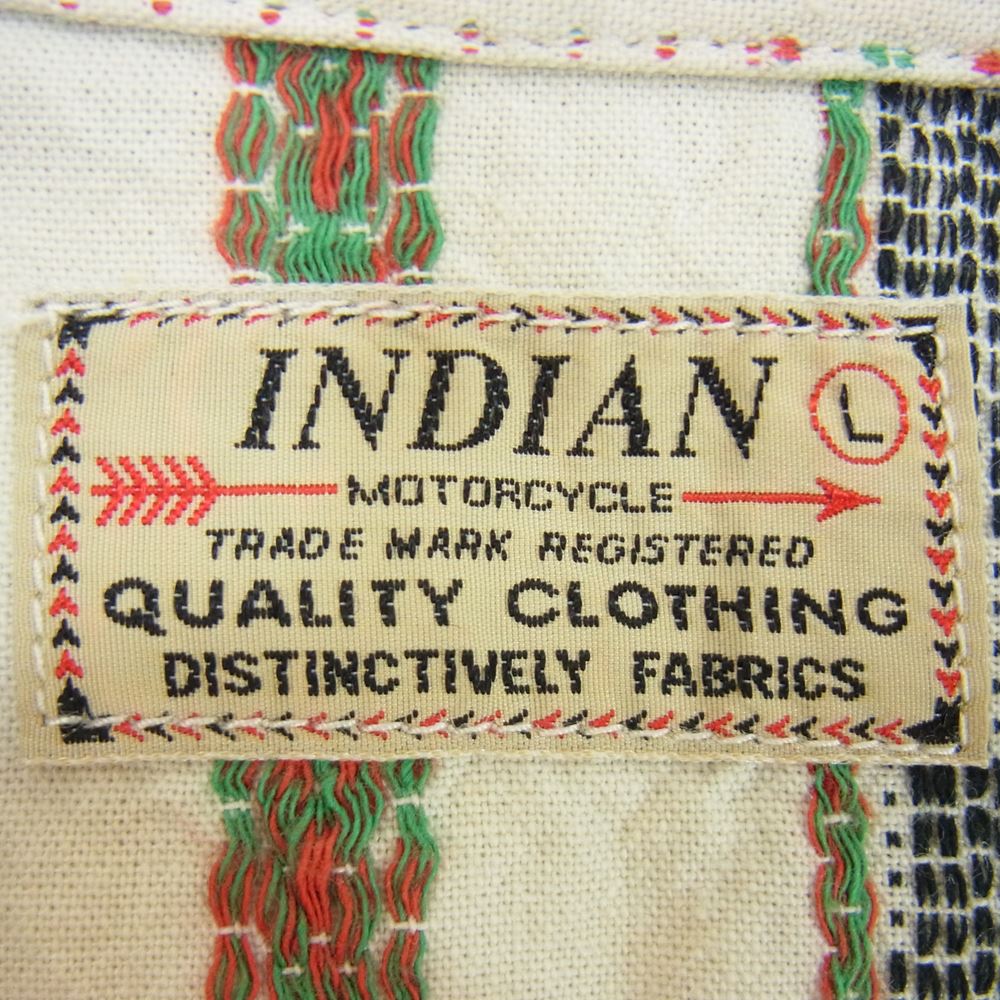 INDIAN L
MOTORCYCLE
TRADE MARK REGISTERED
QUALITY CLOTHING
DISTINCTIVELY FABRICS